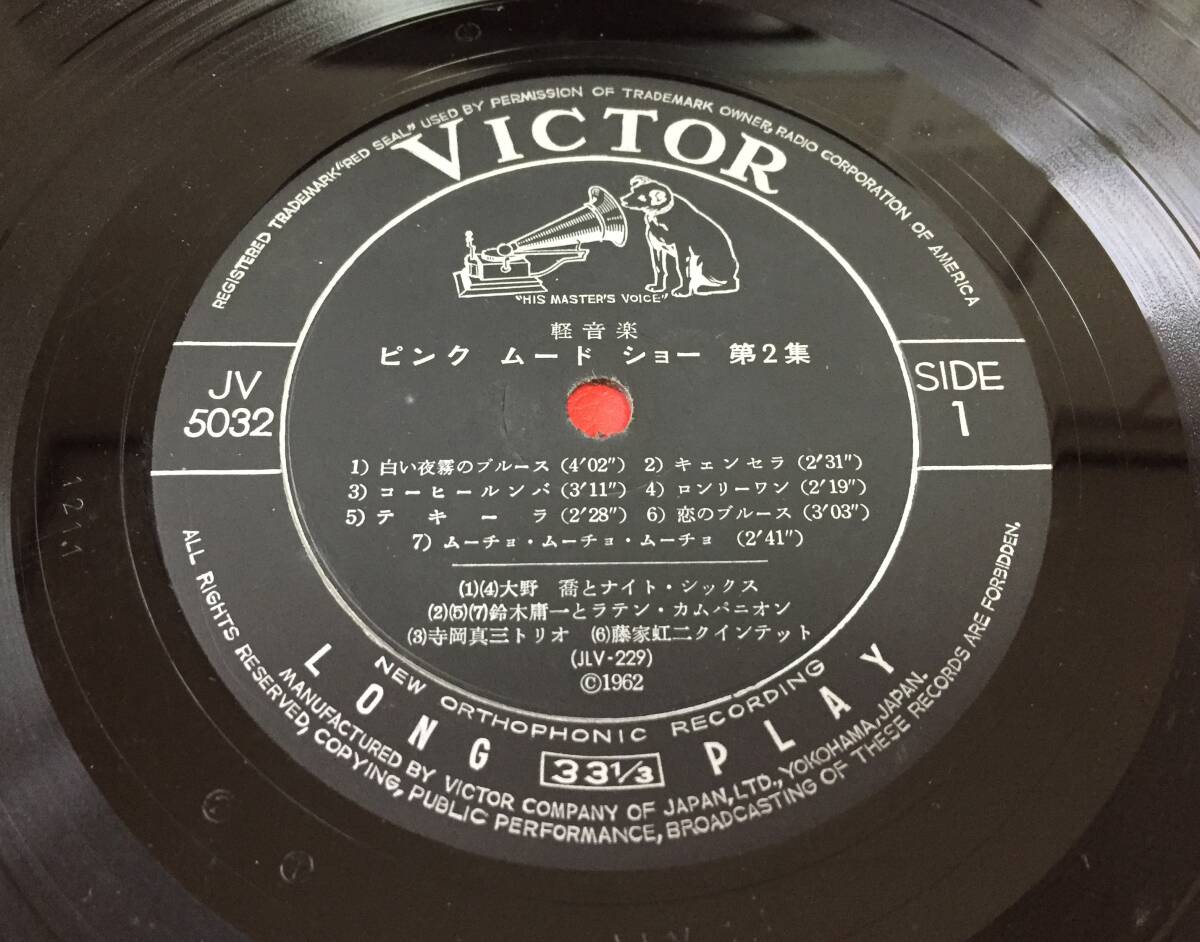 REGISTERED TRADEMARK "RED SEAL" USED BY PERMISSION OF TRADEMARK OWNER, RADIO CORPORATION OF AMERICA
VICTOR
"HIS MASTER'S VOICE"
軽音楽
ピンク ムード ショー 第2集
JV
5032
SIDE
1
1) 白い夜霧のブルース (4′02″) 2) キェンセラ (2′31″)
3) コーヒールンバ (3′11″) 4) ロンリーワン (2′19″)
5) テキーラ (2′28″) 6) 恋のブルース (3′03″)
7) ムーチョ・ムーチョ・ムーチョ (2′41″)
(1)(4)大野 喬とナイト・シックス
(2)(5)(7)鈴木庸一とラテン・カムパニオン
(3)寺岡真三トリオ (6)藤家虹二クインテット
(JLV-229)
©1962
NEW ORTHOPHONIC RECORDING
LONG 33 1/3 PLAY
MANUFACTURED BY VICTOR COMPANY OF JAPAN, LTD., YOKOHAMA, JAPAN.
ALL RIGHTS RESERVED, COPYING, PUBLIC PERFORMANCE, BROADCASTING OF THESE RECORDS ARE FORBIDDEN.
1211